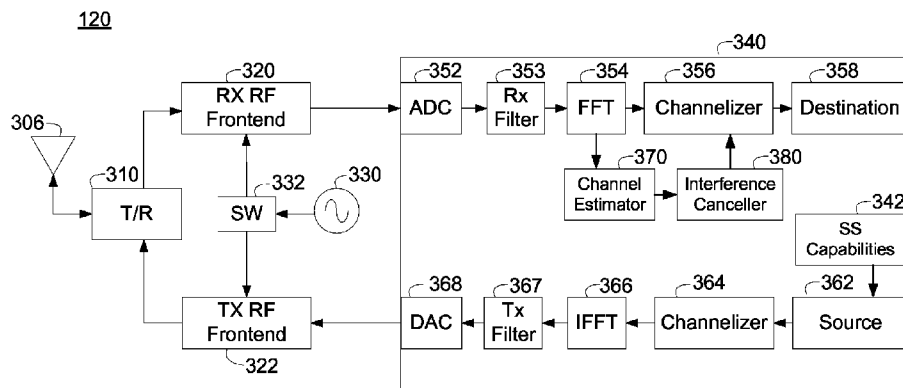 120
340
320
RX RF
Frontend
352
ADC
353
Rx
Filter
354
FFT
356
Channelizer
358
Destination
306
310
T/R
332
SW
330
370
Channel
Estimator
380
Interference
Canceller
342
SS
Capabilities
TX RF
Frontend
322
368
DAC
367
Tx
Filter
366
IFFT
364
Channelizer
362
Source